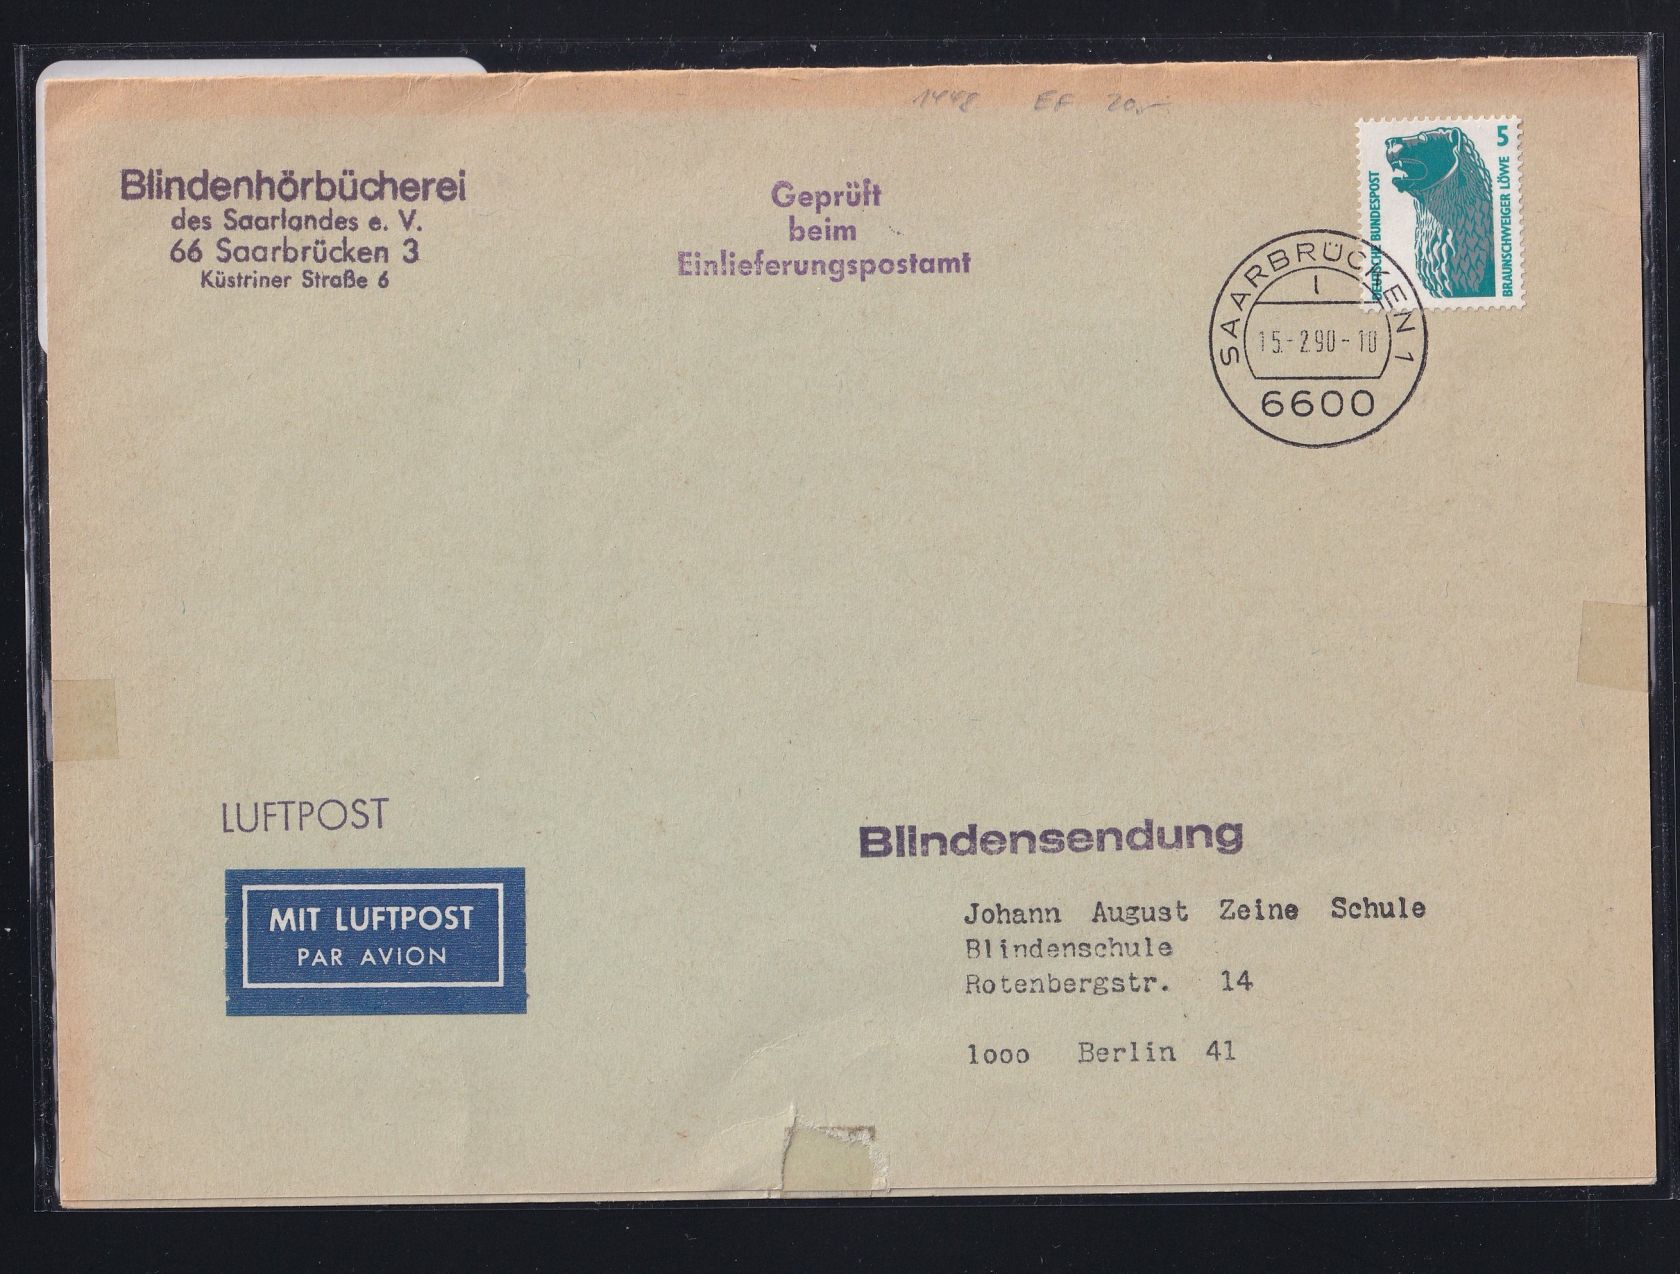 1448 EF 20,-
Blindenhörbücherei
des Saarlandes e. V.
66 Saarbrücken 3
Küstriner Straße 6
Geprüft
beim
Einlieferungspostamt
5
DEUTSCHE BUNDESPOST
BRAUNSCHWEIGER LÖWE
SAARBRÜCKEN 1
l
15.-2.90-10
6600
LUFTPOST
MIT LUFTPOST
PAR AVION
Blindensendung
Johann August Zeine Schule
Blindenschule
Rotenbergstr. 14
1ooo Berlin 41